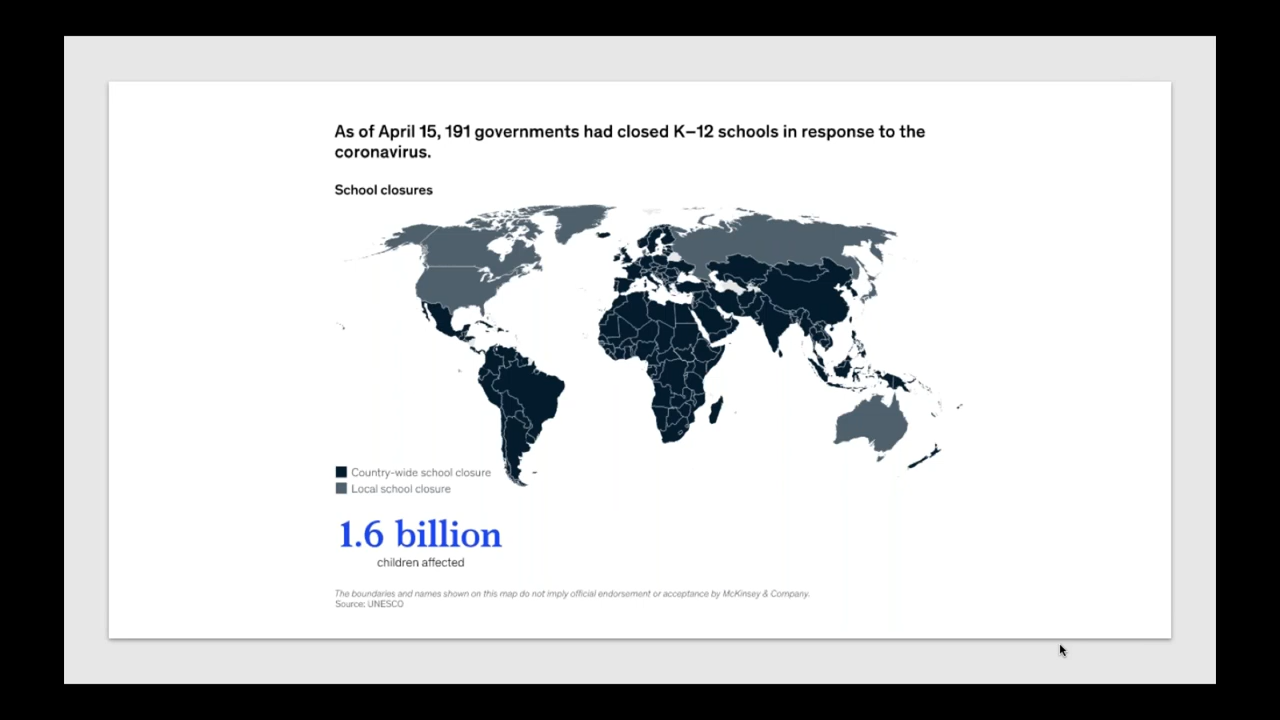 As of April 15, 191 governments had closed K–12 schools in response to the
coronavirus.
School closures
Country-wide school closure
Local school closure
1.6 billion
children affected
The boundaries and names shown on this map do not imply official endorsement or acceptance by McKinsey & Company.
Source: UNESCO